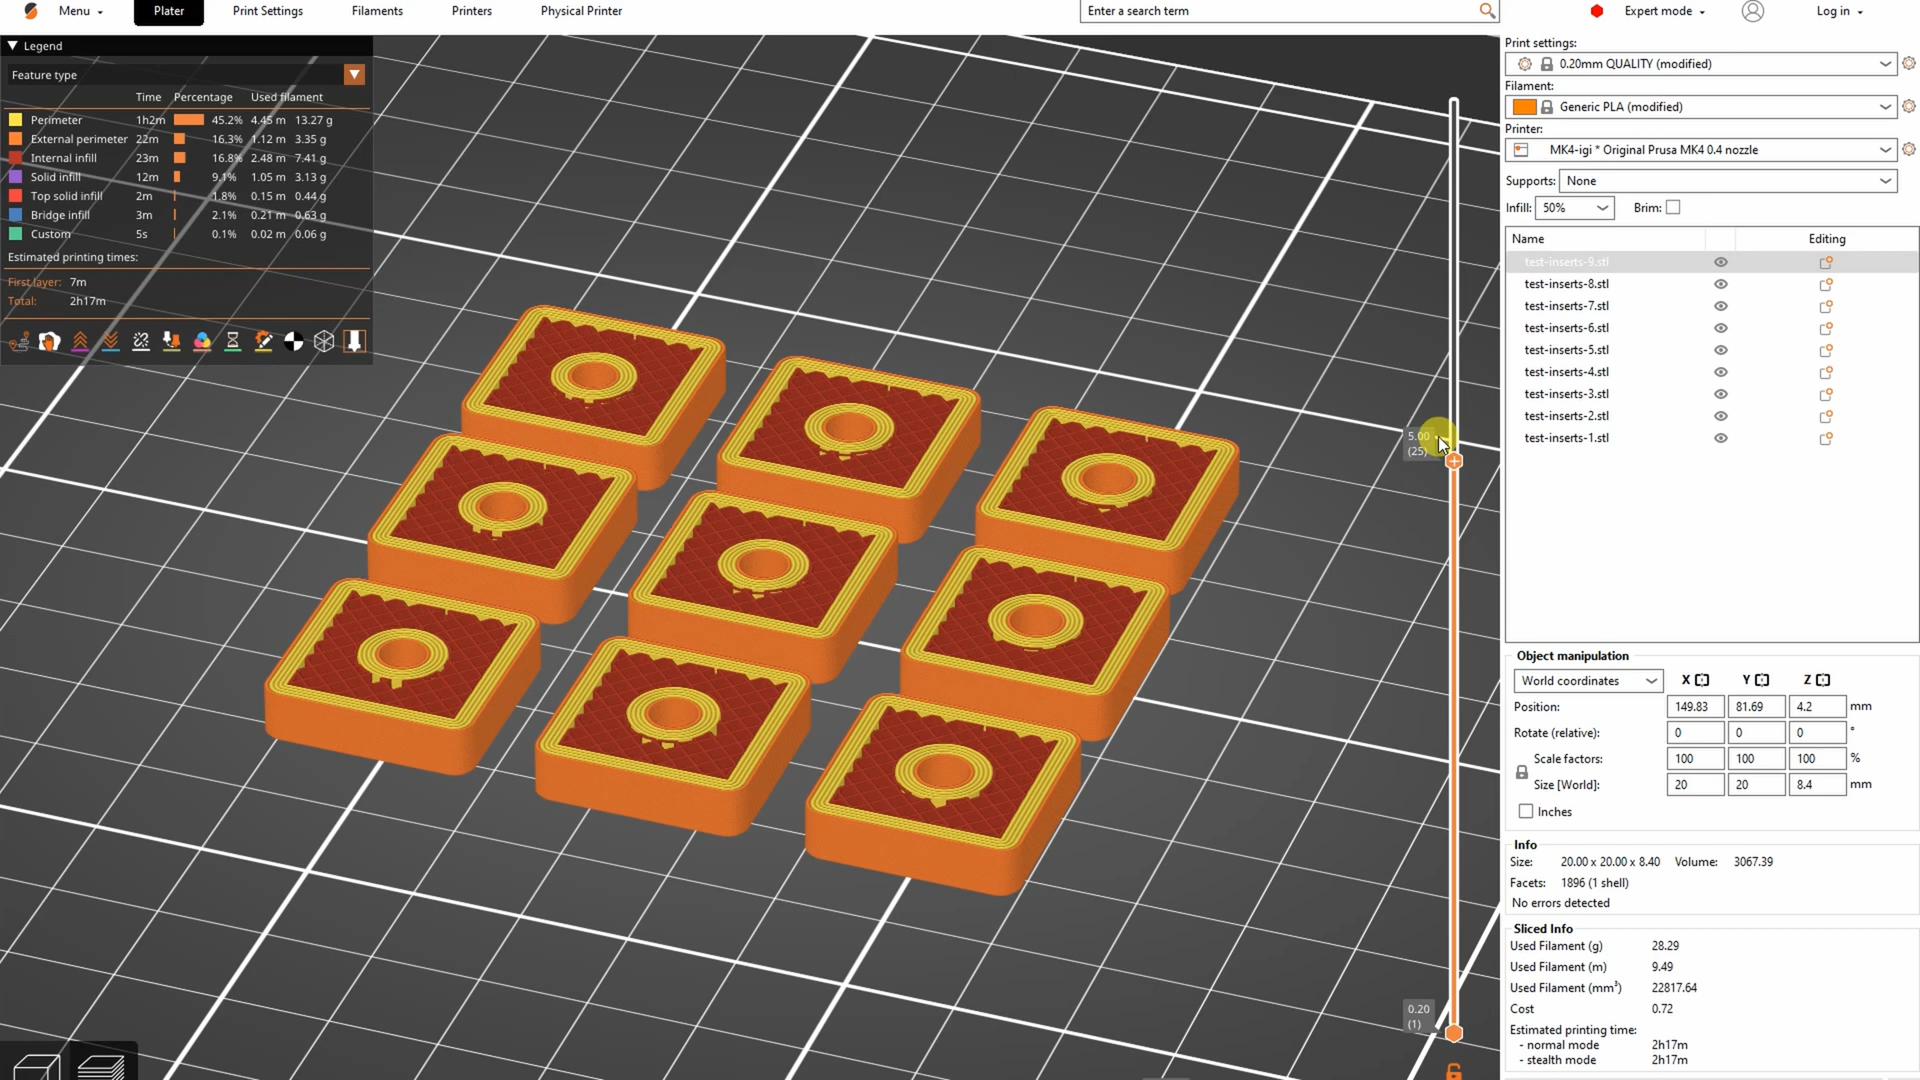 Menu
Plater
Print Settings
Filaments
Printers
Physical Printer
Enter a search term
Expert mode
Log in
Legend
Feature type
Time Percentage Used filament
Perimeter 1h2m 45.2% 4.45 m 13.27 g
External perimeter 22m 16.3% 1.12 m 3.35 g
Internal infill 23m 16.8% 2.48 m 7.41 g
Solid infill 12m 9.1% 1.05 m 3.13 g
Top solid infill 2m 1.8% 0.15 m 0.44 g
Bridge infill 3m 2.1% 0.21 m 0.63 g
Custom 5s 0.1% 0.02 m 0.06 g
Estimated printing times:
First layer: 7m
Total: 2h17m
5.00
(25)
0.20
(1)
Print settings:
0.20mm QUALITY (modified)
Filament:
Generic PLA (modified)
Printer:
MK4-igi * Original Prusa MK4 0.4 nozzle
Supports: None
Infill: 50% Brim:
Name Editing
test-inserts-9.stl
test-inserts-8.stl
test-inserts-7.stl
test-inserts-6.stl
test-inserts-5.stl
test-inserts-4.stl
test-inserts-3.stl
test-inserts-2.stl
test-inserts-1.stl
Object manipulation
World coordinates X Y Z
Position: 149.83 81.69 4.2 mm
Rotate (relative): 0 0 0 °
Scale factors: 100 100 100 %
Size [World]: 20 20 8.4 mm
Inches
Info
Size: 20.00 x 20.00 x 8.40 Volume: 3067.39
Facets: 1896 (1 shell)
No errors detected
Sliced Info
Used Filament (g) 28.29
Used Filament (m) 9.49
Used Filament (mm³) 22817.64
Cost 0.72
Estimated printing time:
- normal mode 2h17m
- stealth mode 2h17m